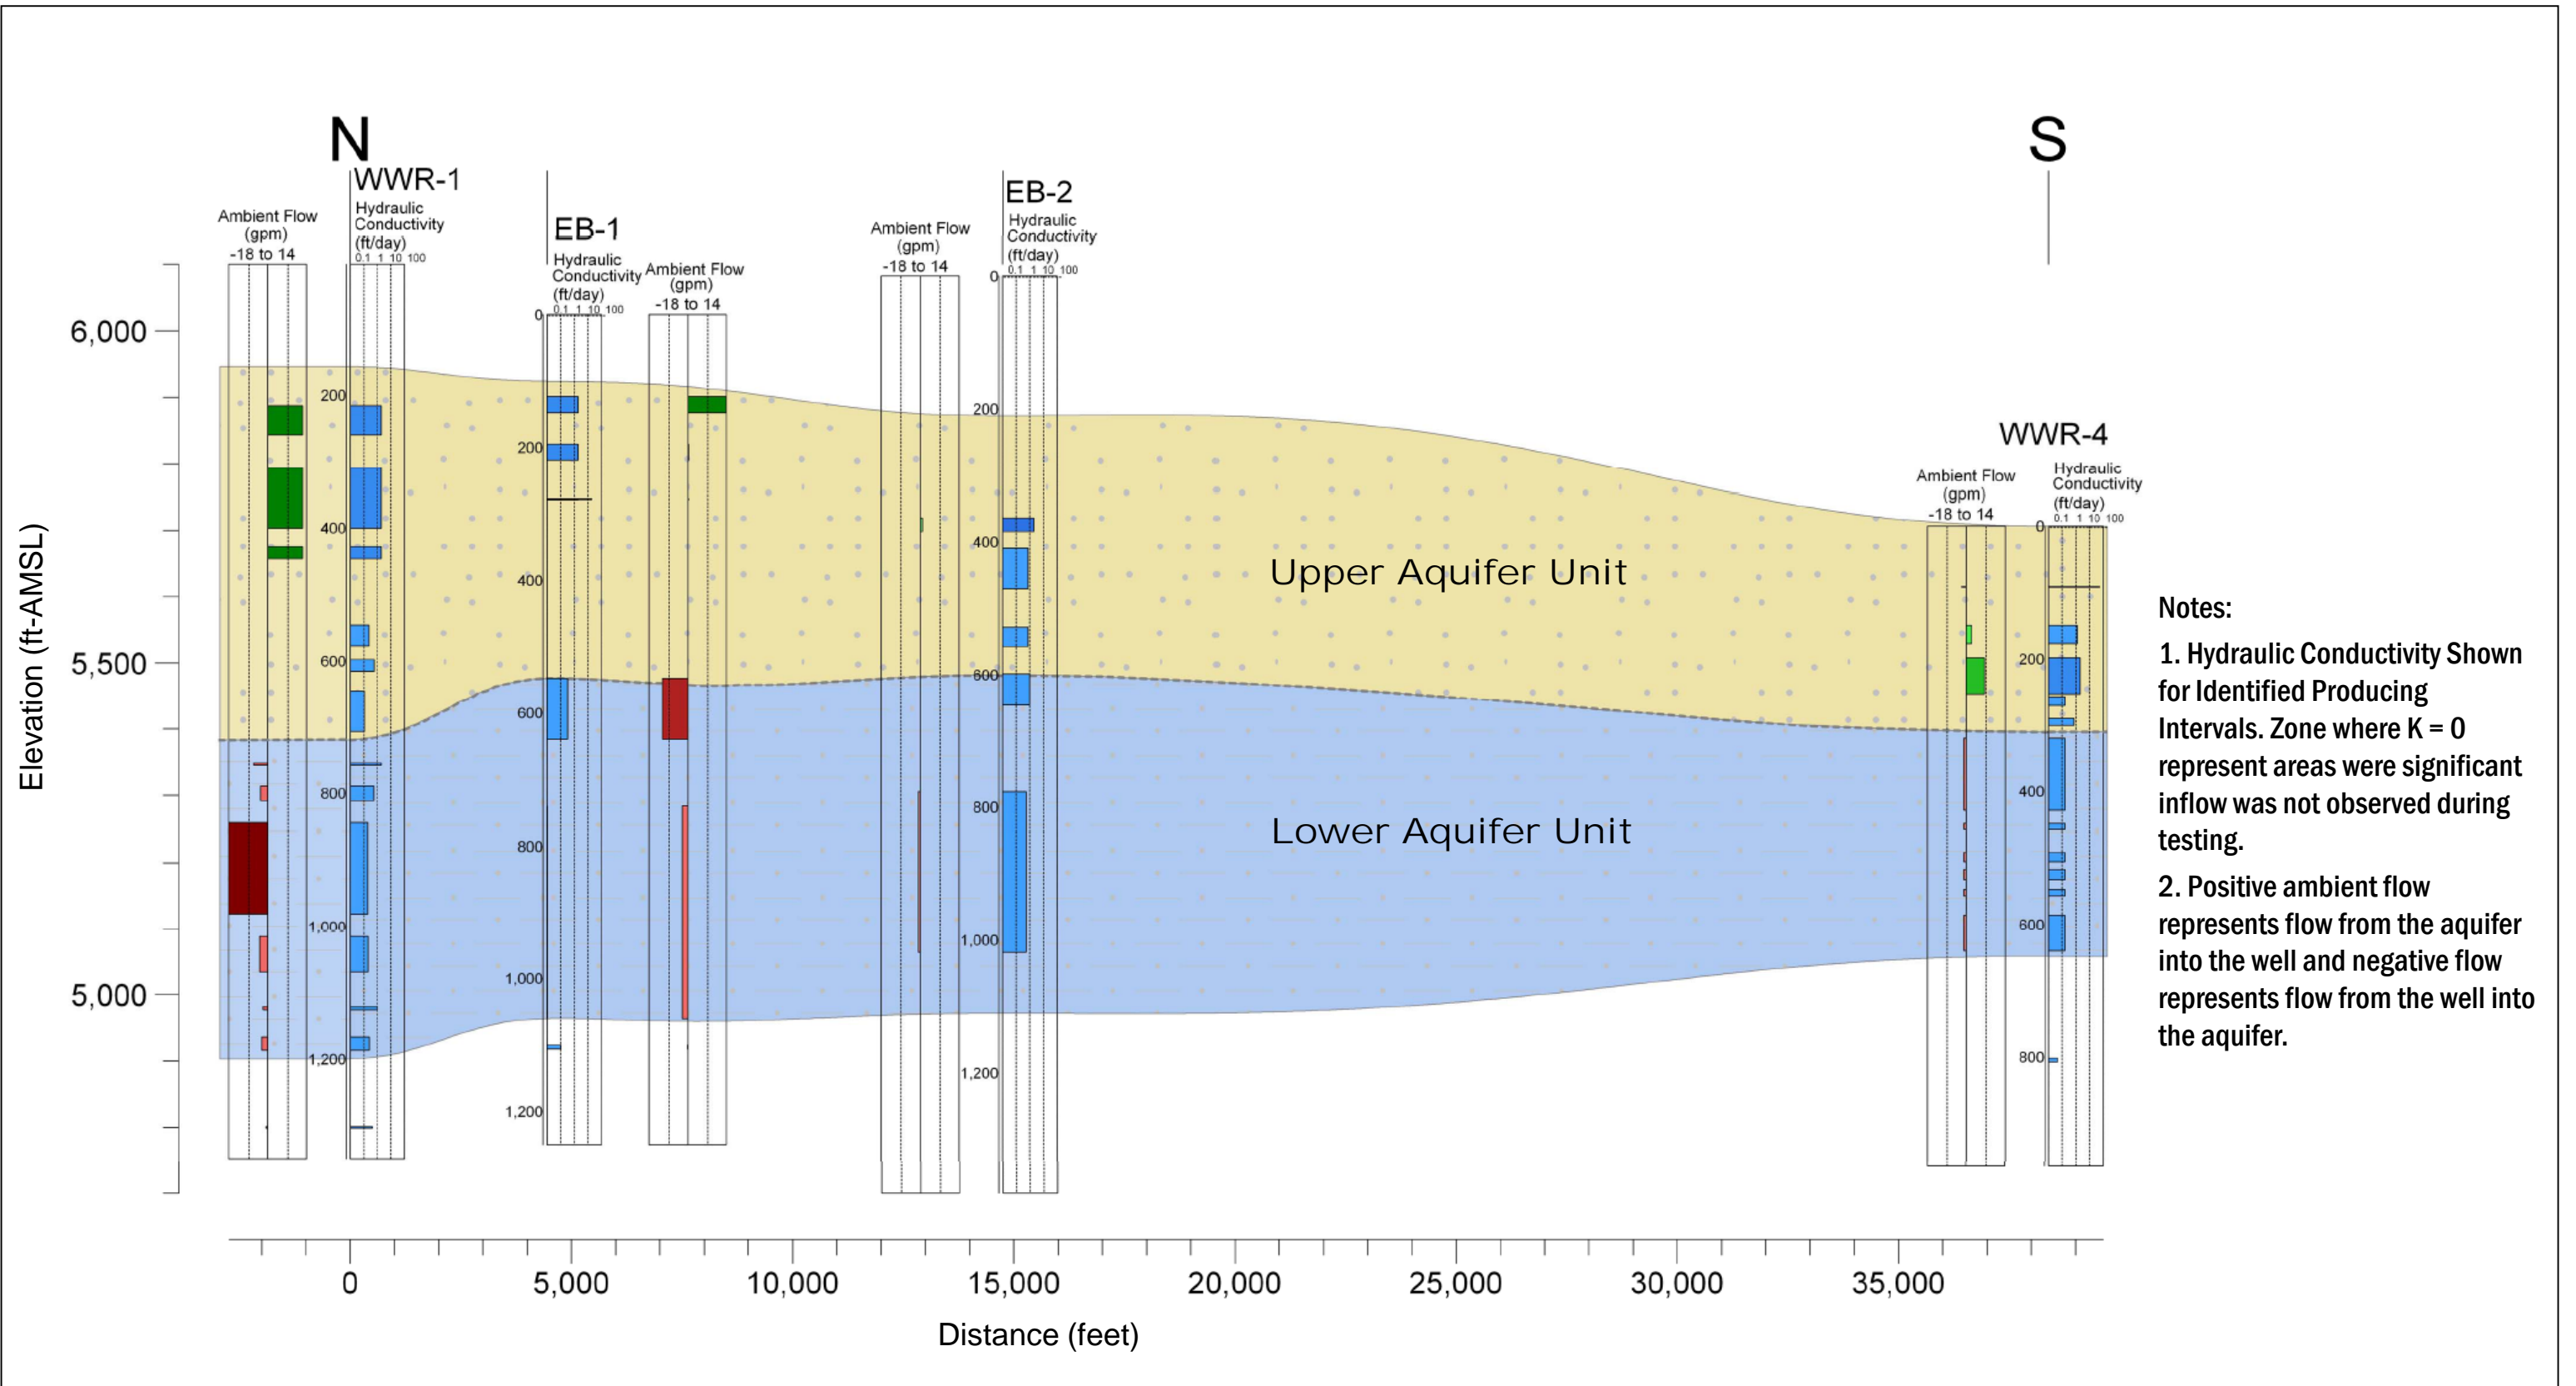 N
S
WWR-1
Ambient Flow
(gpm)
-18 to 14
Hydraulic
Conductivity
(ft/day)
0.1 1 10 100
200
400
600
800
1,000
1,200
EB-1
Hydraulic
Conductivity
(ft/day)
0.1 1 10 100
Ambient Flow
(gpm)
-18 to 14
0
200
400
600
800
1,000
1,200
EB-2
Ambient Flow
(gpm)
-18 to 14
Hydraulic
Conductivity
(ft/day)
0.1 1 10 100
0
200
400
600
800
1,000
1,200
WWR-4
Ambient Flow
(gpm)
-18 to 14
Hydraulic
Conductivity
(ft/day)
0.1 1 10 100
0
200
400
600
800
Upper Aquifer Unit
Lower Aquifer Unit
Elevation (ft-AMSL)
6,000
5,500
5,000
0
5,000
10,000
15,000
20,000
25,000
30,000
35,000
Distance (feet)
Notes:
1. Hydraulic Conductivity Shown
for Identified Producing
Intervals. Zone where K = 0
represent areas were significant
inflow was not observed during
testing.
2. Positive ambient flow
represents flow from the aquifer
into the well and negative flow
represents flow from the well into
the aquifer.